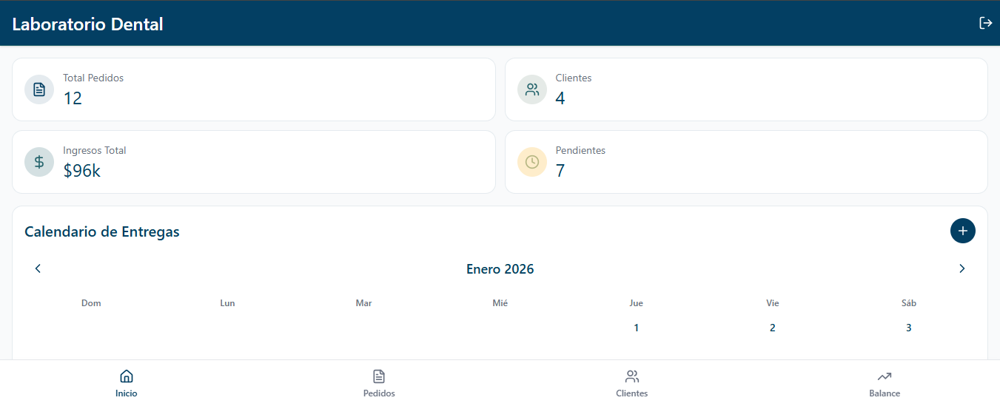 Laboratorio Dental
Total Pedidos
12
Clientes
4
Ingresos Total
$96k
Pendientes
7
Calendario de Entregas
Enero 2026
Dom Lun Mar Mié Jue Vie Sáb
1 2 3
Inicio Pedidos Clientes Balance